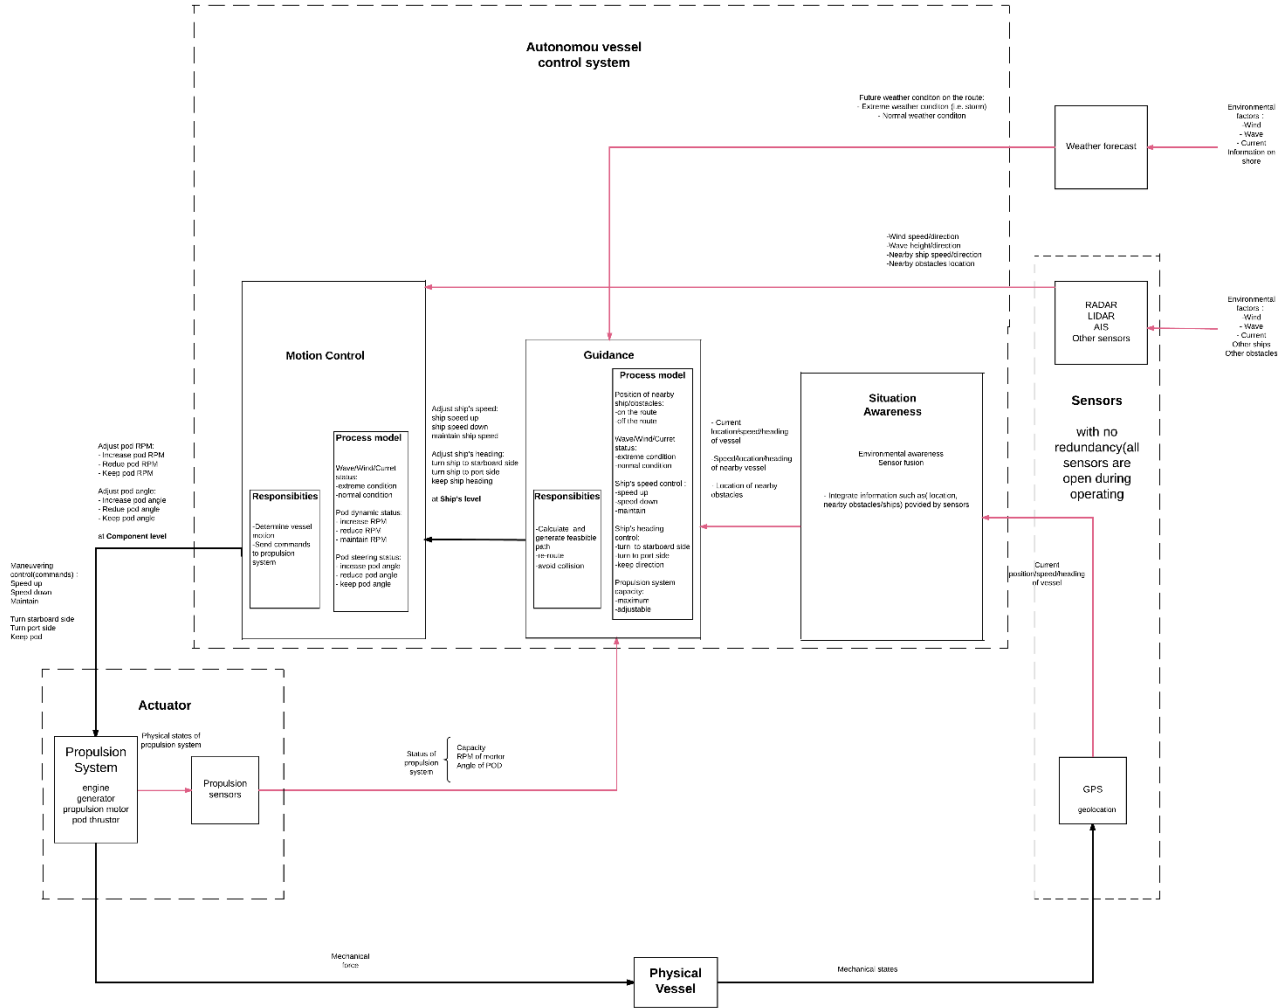 Autonomou vessel
control system
Future weather conditon on the route:
- Extreme weather conditon (i.e. storm)
- Normal weather conditon
Weather forecast
Environmental
factors :
-Wind
- Wave
- Current
Information on
shore
-Wind speed/direction
-Wave height/direction
-Nearby ship speed/direction
-Nearby obstacles location
RADAR
LIDAR
AIS
Other sensors
Environmental
factors :
-Wind
- Wave
- Current
Other ships
Other obstacles
Sensors
with no
redundancy(all
sensors are
open during
operating
Motion Control
Process model
Wave/Wind/Curret
status:
-extreme condition
-normal condition
Pod dynamic status:
- increase RPM
- reduce RPM
- maintain RPM
Pod steering status:
- increase pod angle
- reduce pod angle
- keep pod angle
Responsibities
-Determine vessel
motion
-Send commands
to propulsion
system
Adjust ship's speed:
ship soeed up
ship speed down
maintain ship speed
Adjust ship's heading:
turn ship to starboard side
turn ship to port side
keep ship heading
at Ship's level
Guidance
Process model
Position of nearby
ship/obstacles:
-on the route
-off the route
Wave/Wind/Curret
status:
-extreme condition
-normal condition
Ship's speed control :
-speed up
-speed down
-maintain
Ship's heading
control:
-turn to starboard side
-turn to port side
-keep direction
Propulsion system
capacity:
-maximum
-adjustable
Responsibities
-Calculate and
generate feasbible
path
-re-route
-avoid collision
- Current
location/speed/heading
of vessel
-Speed/location/heading
of nearby vessel
- Location of nearby
obstacles
Situation
Awareness
Environmental awareness
Sensor fusion
- Integrate information such as( location,
nearby obstacles/ships) povided by sensors
Current
position/speed/heading
of vessel
Adjust pod RPM:
- Increase pod RPM
- Redue pod RPM
- Keep pod RPM
Adjust pod angle:
- Increase pod angle
- Redue pod angle
- Keep pod angle
at Component level
Maneuvering
control(commands) :
Speed up
Speed down
Maintain
Turn starboard side
Turn port side
Keep pod
Actuator
Physical states of
propulsion system
Propulsion
System
engine
generator
propulsion motor
pod thrustor
Propulsion
sensors
Status of
propulsion
system
Capacity
RPM of mortor
Angle of POD
GPS
geolocation
Mechanical
force
Physical
Vessel
Mechanical states